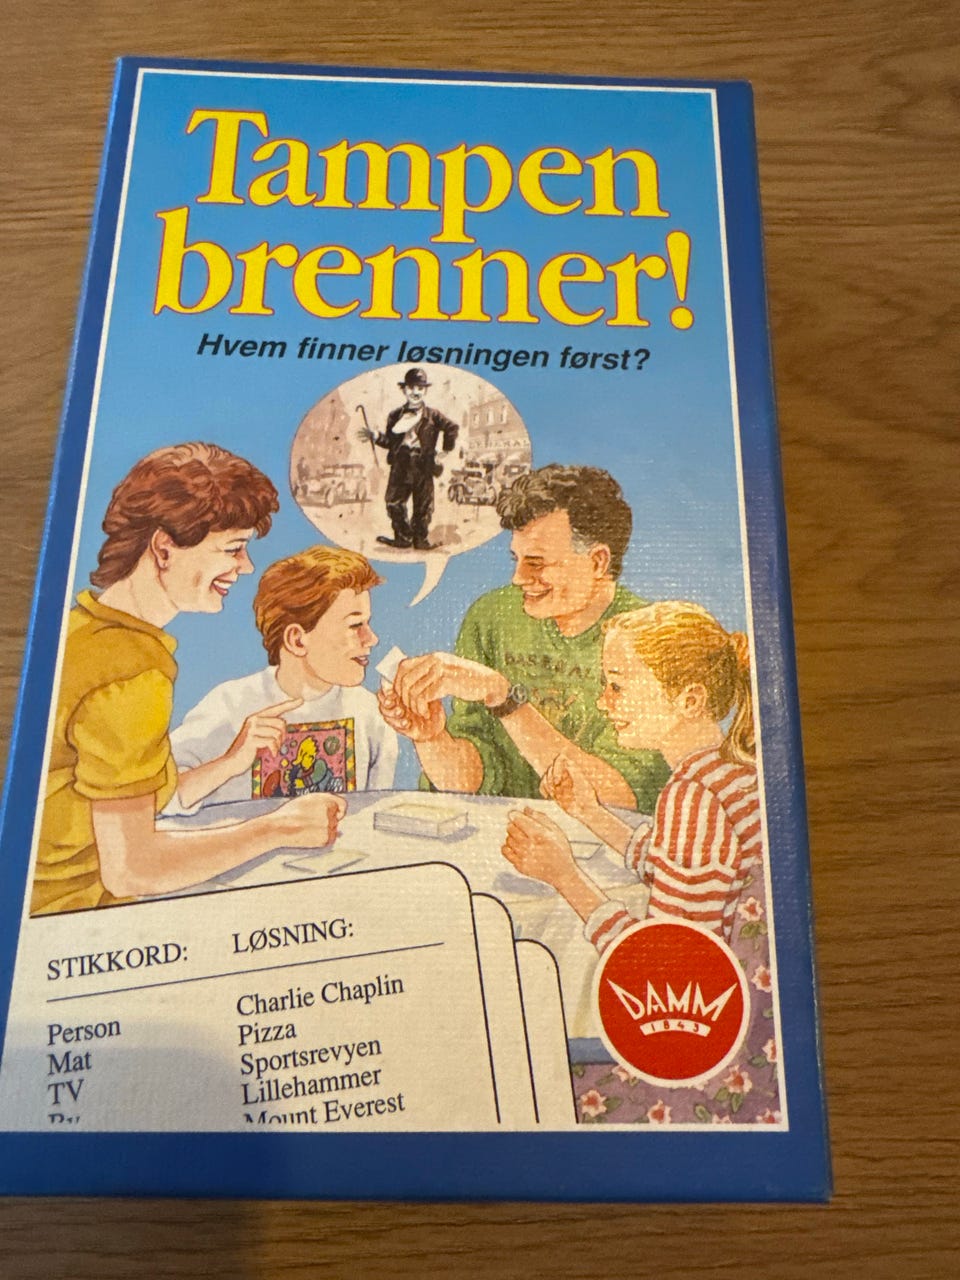 Tampen
brenner!
Hvem finner løsningen først?
STIKKORD: LØSNING:
Person Charlie Chaplin
Mat Pizza
TV Sportsrevyen
By Lillehammer
Mount Everest
DAMM
1843